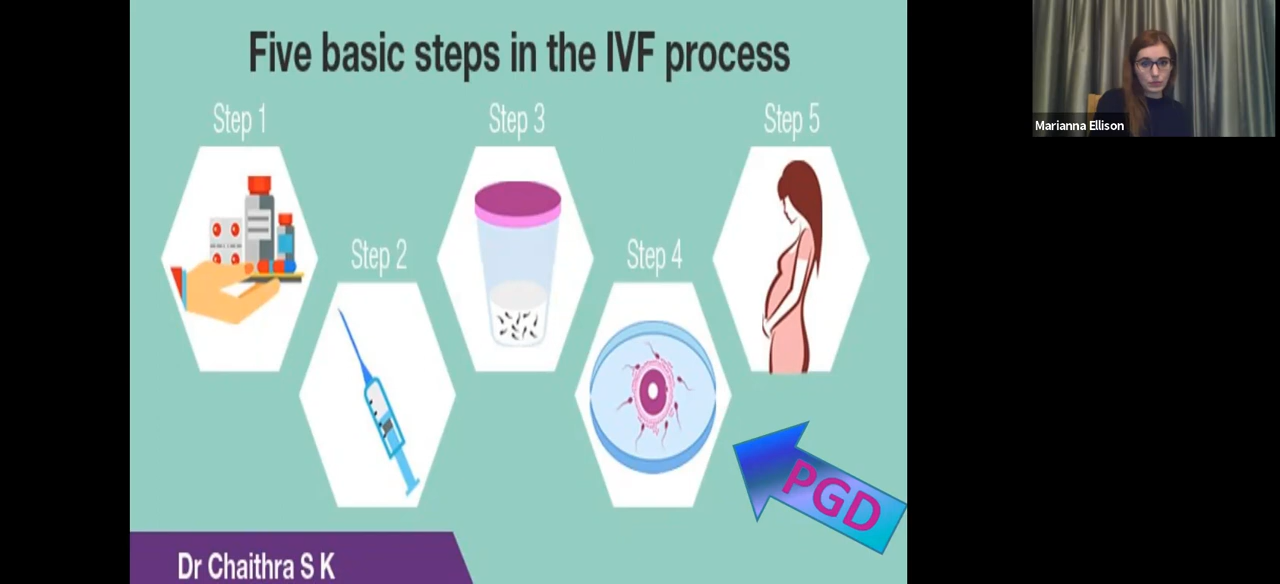 Five basic steps in the IVF process
Step 1
Step 3
Step 5
Step 2
Step 4
PGD
Dr Chaithra S K
Marianna Ellison